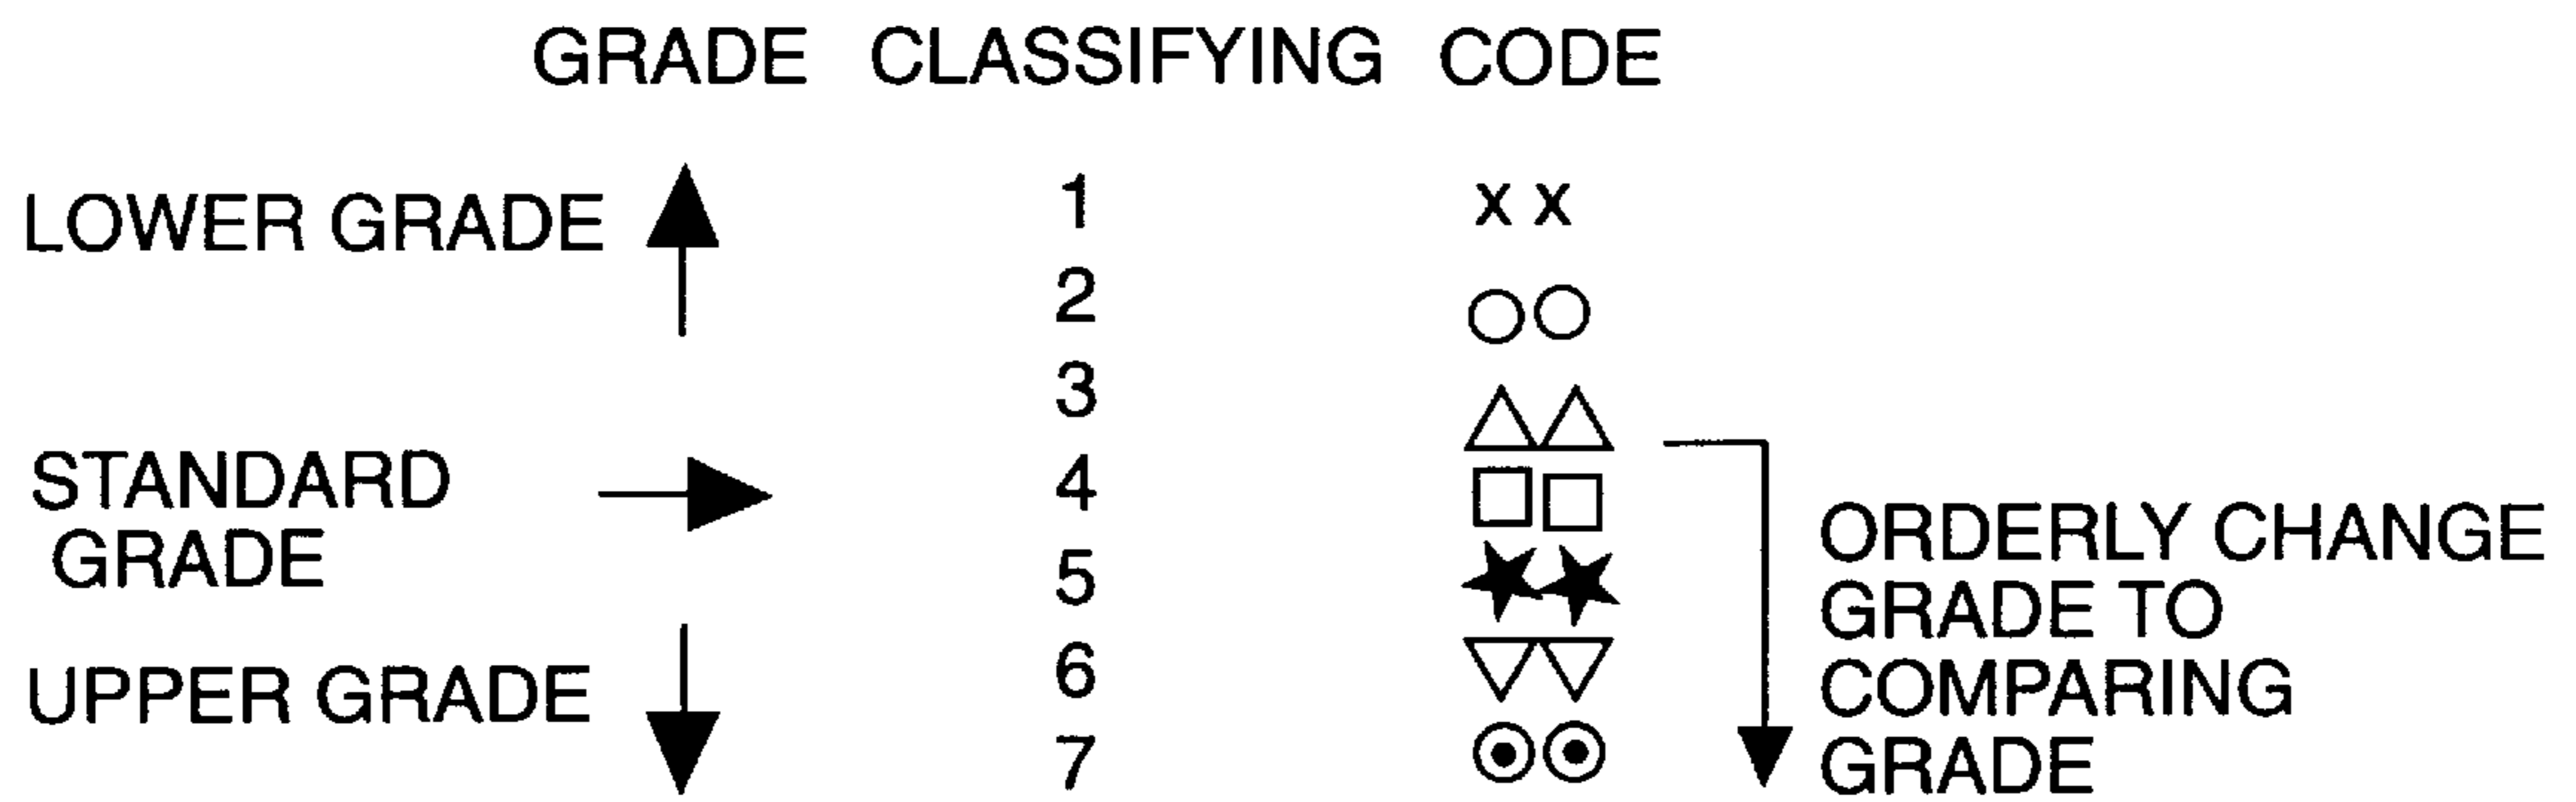 GRADE CLASSIFYING CODE
LOWER GRADE 1 x x
2 ○○
3 △△
STANDARD GRADE 4 □□
5 ★★
UPPER GRADE 6 ▽▽
7 ◉◉
ORDERLY CHANGE
GRADE TO
COMPARING
GRADE